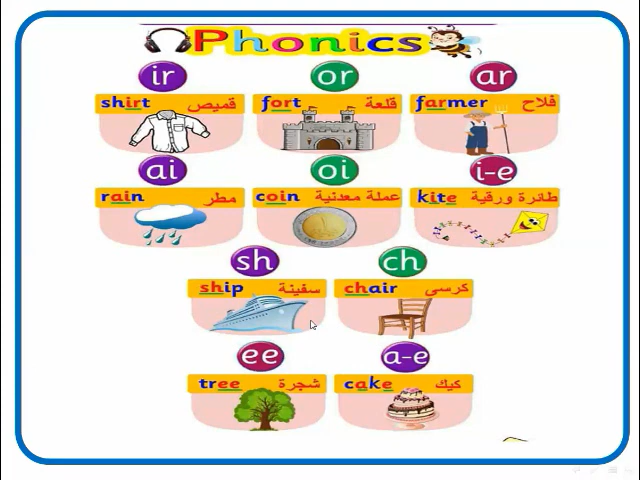 Phonics
ir or ar
shirt قميص fort قلعة farmer فلاح
ai oi i-e
rain مطر coin عملة معدنية kite طائرة ورقية
sh ch
ship سفينة chair كرسى
ee a-e
tree شجرة cake كيك